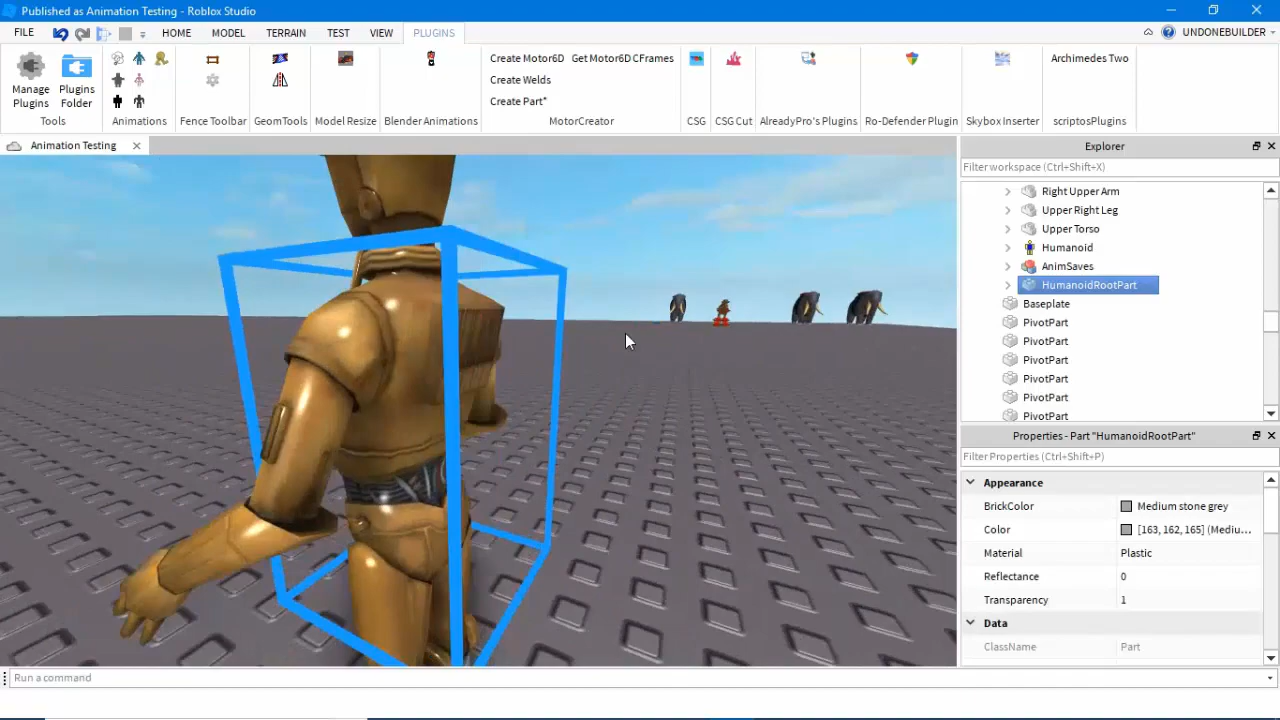 Published as Animation Testing - Roblox Studio
FILE HOME MODEL TERRAIN TEST VIEW PLUGINS UNDONEBUILDER
Manage Plugins
Plugins Folder
Create Motor6D Get Motor6D CFrames
Create Welds
Create Part*
Archimedes Two
Tools Animations Fence Toolbar GeomTools Model Resize Blender Animations MotorCreator CSG CSG Cut AlreadyPro's Plugins Ro-Defender Plugin Skybox Inserter scriptosPlugins
Animation Testing
Explorer
Filter workspace (Ctrl+Shift+X)
Right Upper Arm
Upper Right Leg
Upper Torso
Humanoid
AnimSaves
HumanoidRootPart
Baseplate
PivotPart
PivotPart
PivotPart
PivotPart
PivotPart
PivotPart
Properties - Part "HumanoidRootPart"
Filter Properties (Ctrl+Shift+P)
Appearance
BrickColor Medium stone grey
Color [163, 162, 165] (Mediu...
Material Plastic
Reflectance 0
Transparency 1
Data
ClassName Part
Run a command